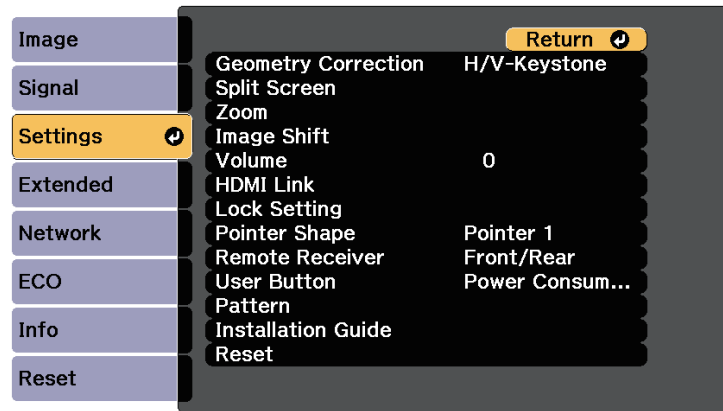 Image
Signal
Settings
Extended
Network
ECO
Info
Reset
Return
Geometry Correction H/V-Keystone
Split Screen
Zoom
Image Shift
Volume 0
HDMI Link
Lock Setting
Pointer Shape Pointer 1
Remote Receiver Front/Rear
User Button Power Consum...
Pattern
Installation Guide
Reset